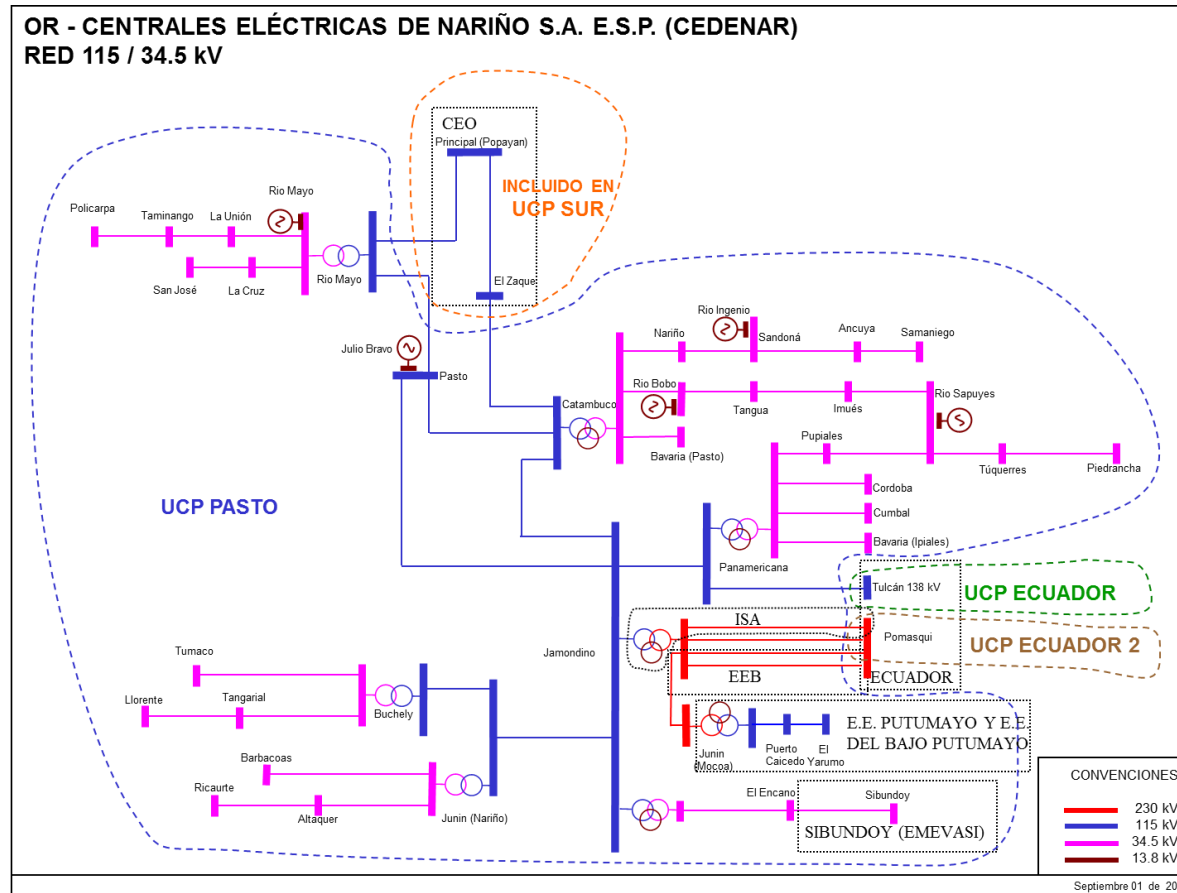 OR - CENTRALES ELÉCTRICAS DE NARIÑO S.A. E.S.P. (CEDENAR)
RED 115 / 34.5 kV
CEO
Principal (Popayan)
INCLUIDO EN
UCP SUR
Rio Mayo
Policarpa
Taminango
La Unión
San José
La Cruz
Rio Mayo
El Zaque
Julio Bravo
Pasto
Catambuco
Nariño
Rio Ingenio
Sandoná
Ancuya
Samaniego
Rio Bobo
Tangua
Imués
Rio Sapuyes
Bavaria (Pasto)
Pupiales
Túquerres
Piedrancha
Cordoba
Cumbal
Bavaria (Ipiales)
UCP PASTO
Panamericana
Tulcán 138 kV
UCP ECUADOR
ISA
Pomasqui
UCP ECUADOR 2
Jamondino
EEB
ECUADOR
Tumaco
Llorente
Tangarial
Buchely
E.E. PUTUMAYO Y E.E.
DEL BAJO PUTUMAYO
Junin
(Mocoa)
Puerto
Caicedo
El
Yarumo
Barbacoas
Ricaurte
Altaquer
Junin (Nariño)
El Encano
Sibundoy
SIBUNDOY (EMEVASI)
CONVENCIONES
230 kV
115 kV
34.5 kV
13.8 kV
Septiembre 01 de 20